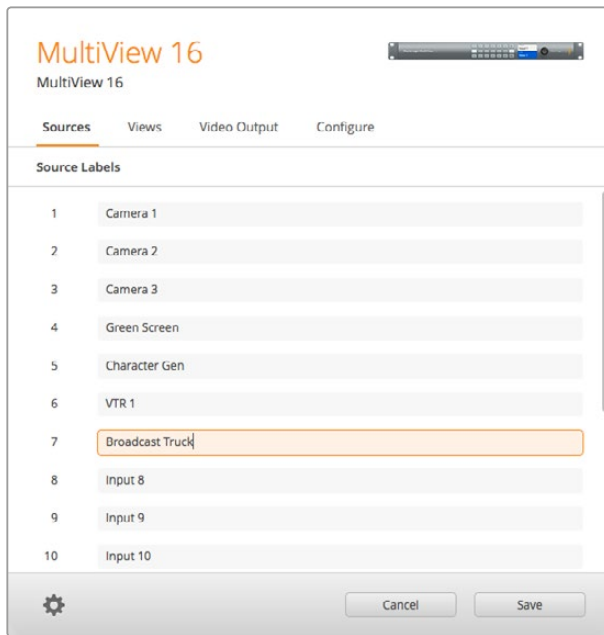 MultiView 16
MultiView 16
Sources Views Video Output Configure
Source Labels
1 Camera 1
2 Camera 2
3 Camera 3
4 Green Screen
5 Character Gen
6 VTR 1
7 Broadcast Truck
8 Input 8
9 Input 9
10 Input 10
Cancel Save